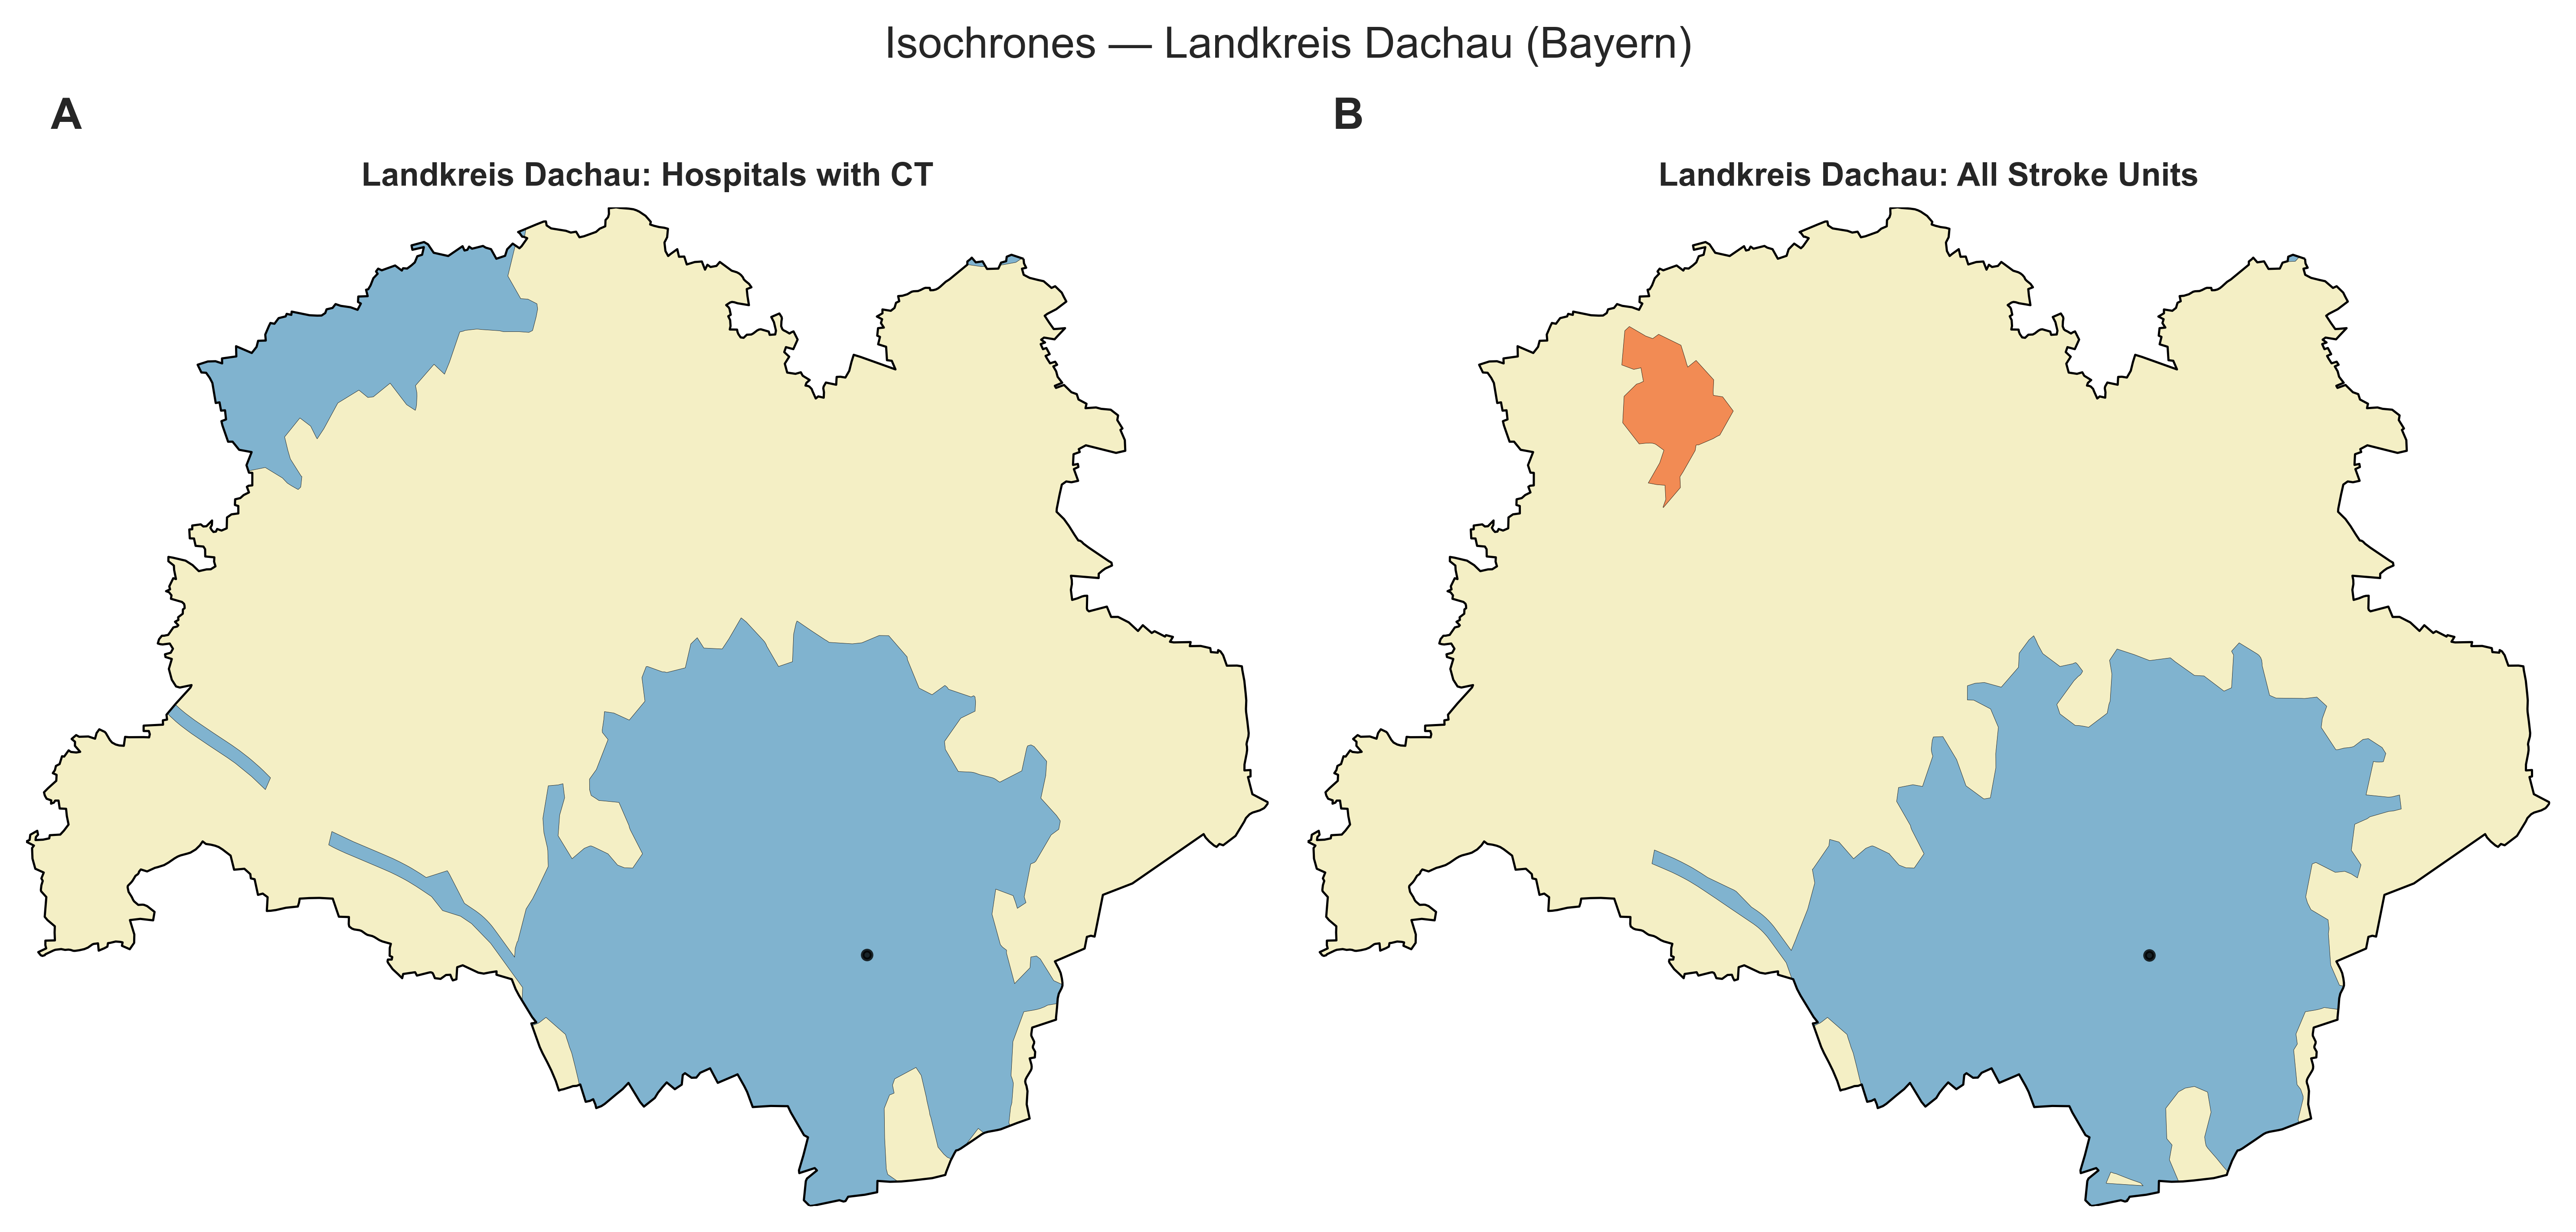 Isochrones — Landkreis Dachau (Bayern)
A
B
Landkreis Dachau: Hospitals with CT
Landkreis Dachau: All Stroke Units